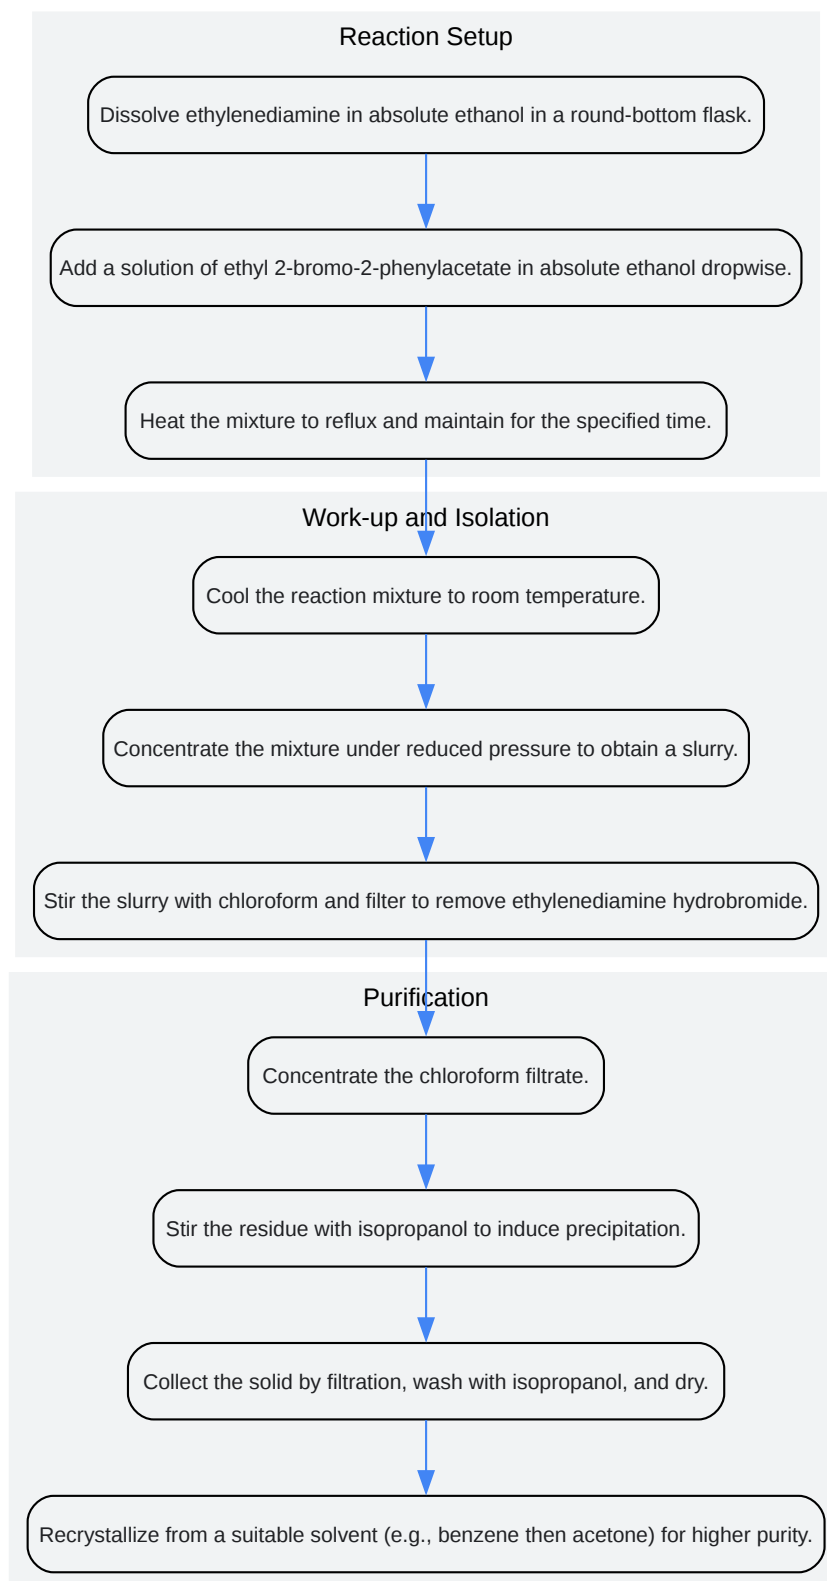 Reaction Setup
Dissolve ethylenediamine in absolute ethanol in a round-bottom flask.
Add a solution of ethyl 2-bromo-2-phenylacetate in absolute ethanol dropwise.
Heat the mixture to reflux and maintain for the specified time.
Work-up and Isolation
Cool the reaction mixture to room temperature.
Concentrate the mixture under reduced pressure to obtain a slurry.
Stir the slurry with chloroform and filter to remove ethylenediamine hydrobromide.
Purification
Concentrate the chloroform filtrate.
Stir the residue with isopropanol to induce precipitation.
Collect the solid by filtration, wash with isopropanol, and dry.
Recrystallize from a suitable solvent (e.g., benzene then acetone) for higher purity.